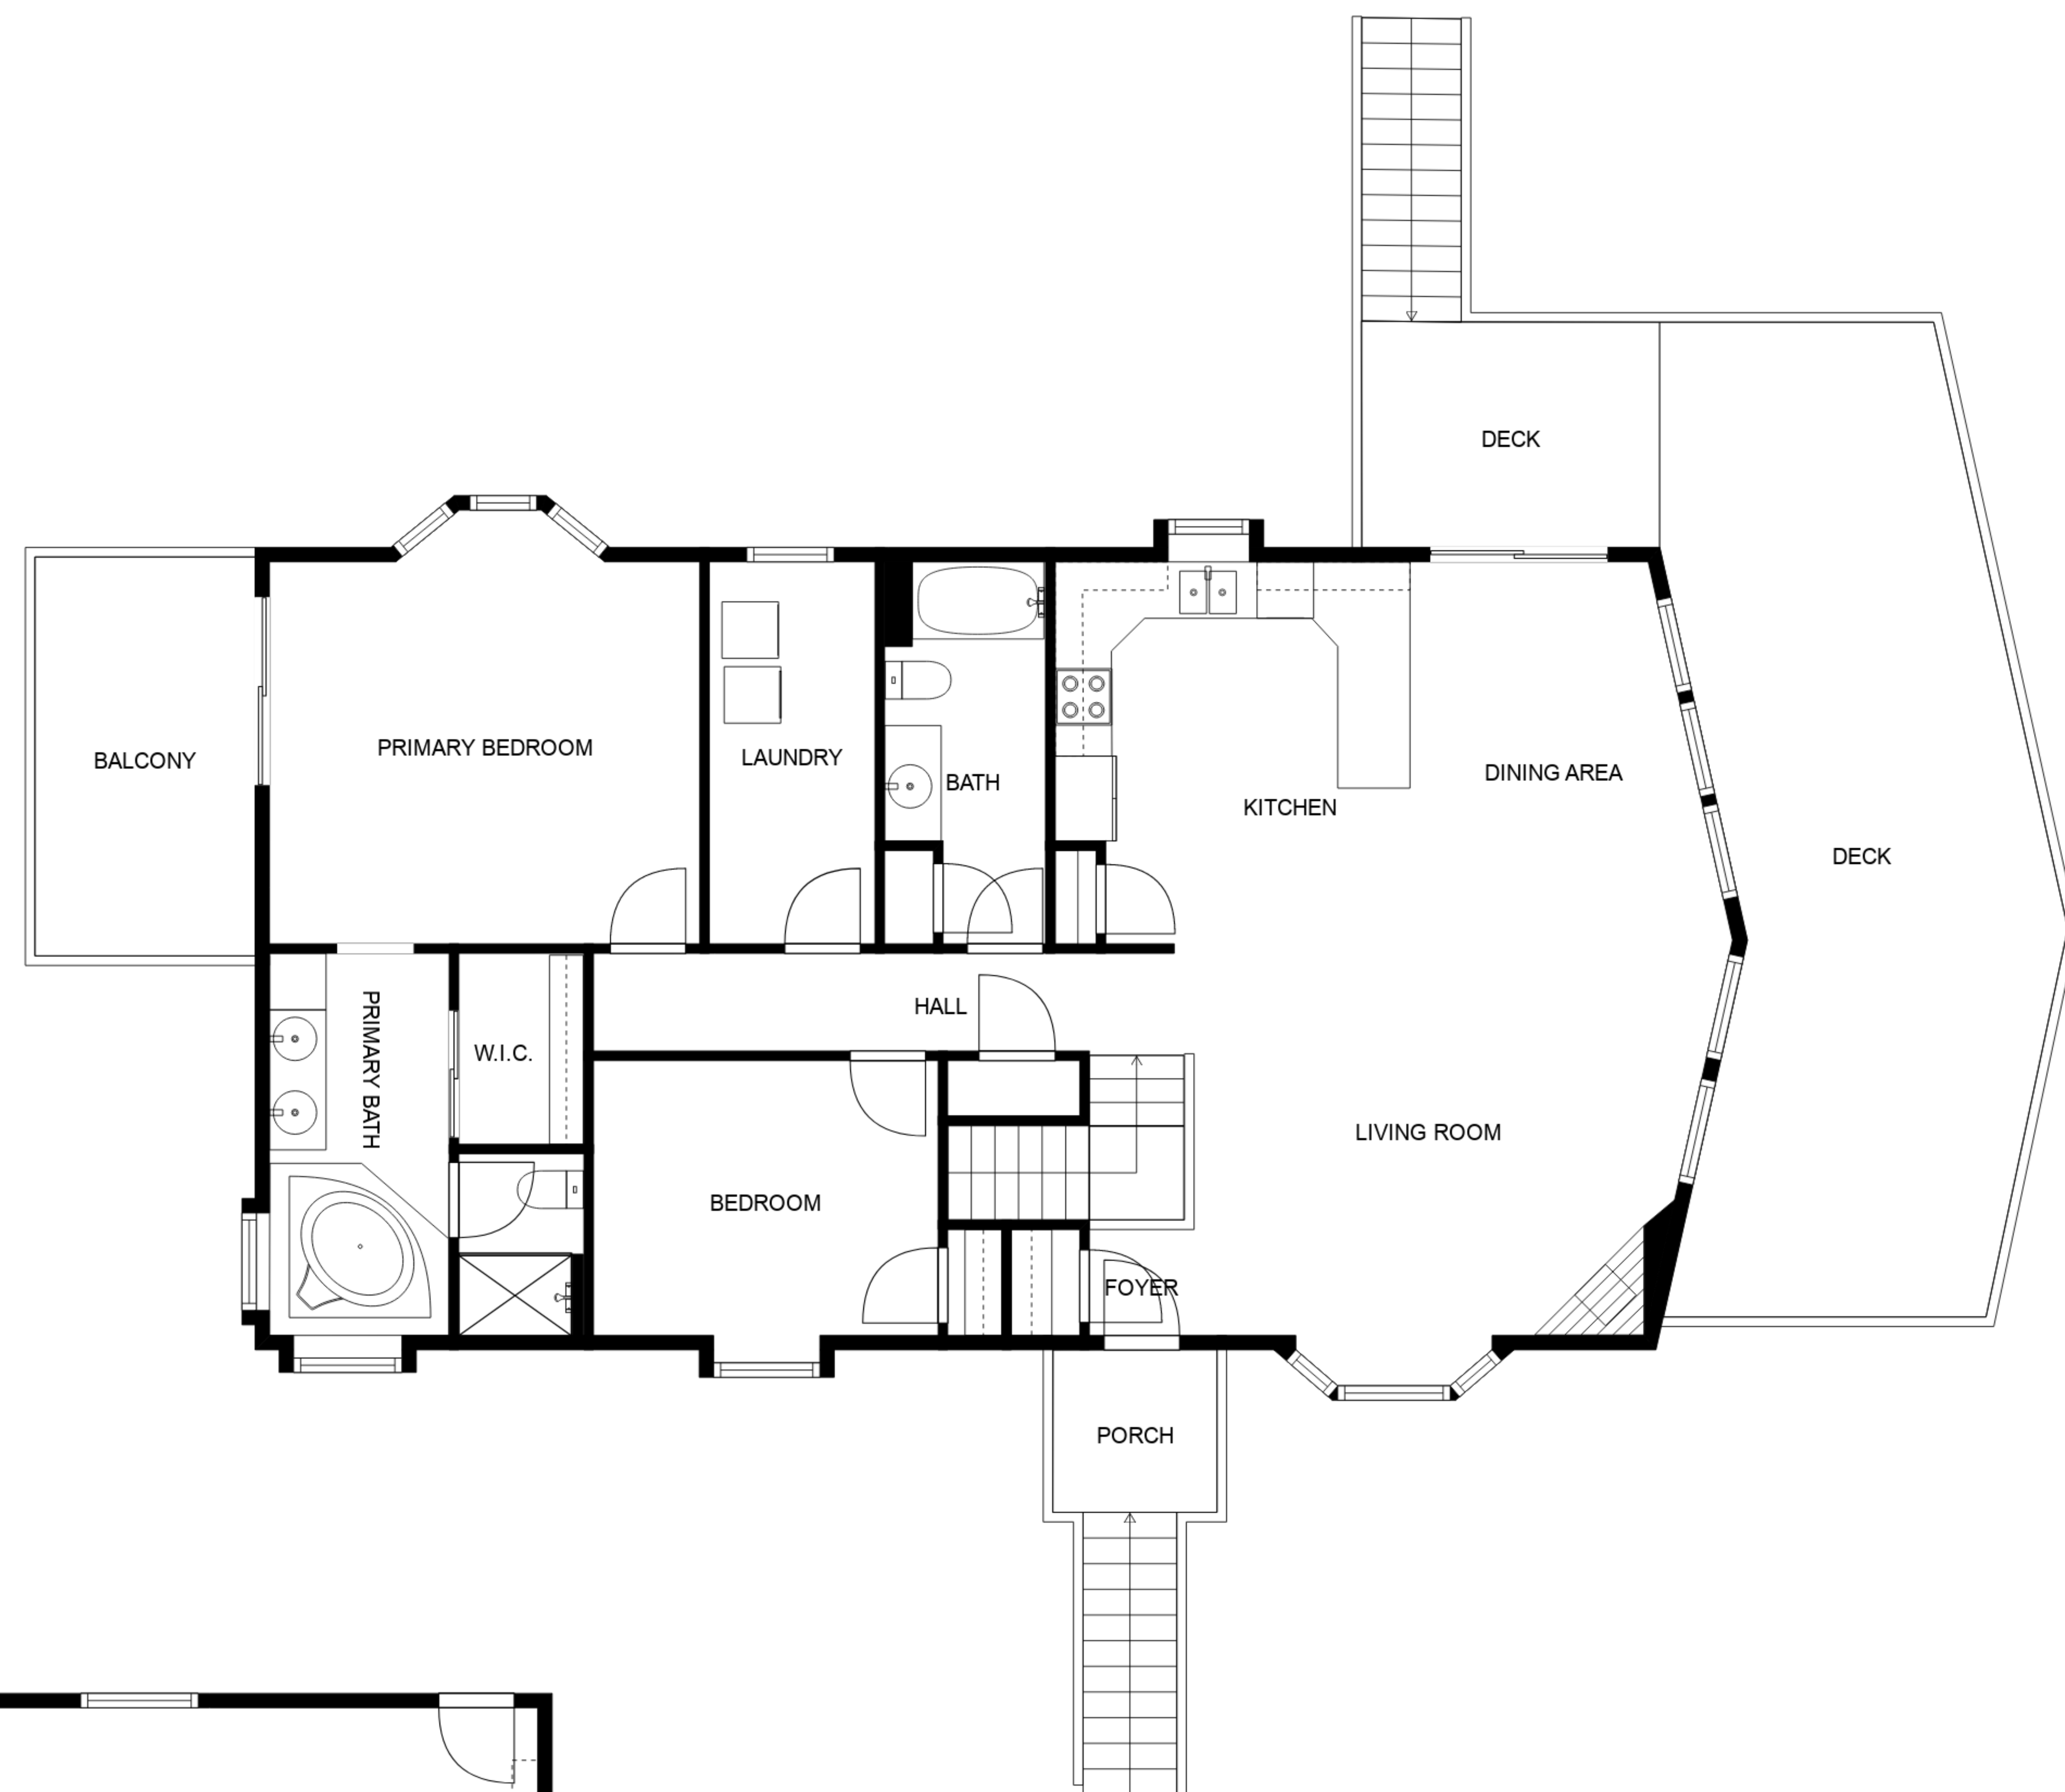 DECK
PRIMARY BEDROOM
LAUNDRY
BALCONY
BATH
DINING AREA
KITCHEN
DECK
HALL
PRIMARY BATH
W.I.C.
LIVING ROOM
BEDROOM
FOYER
PORCH